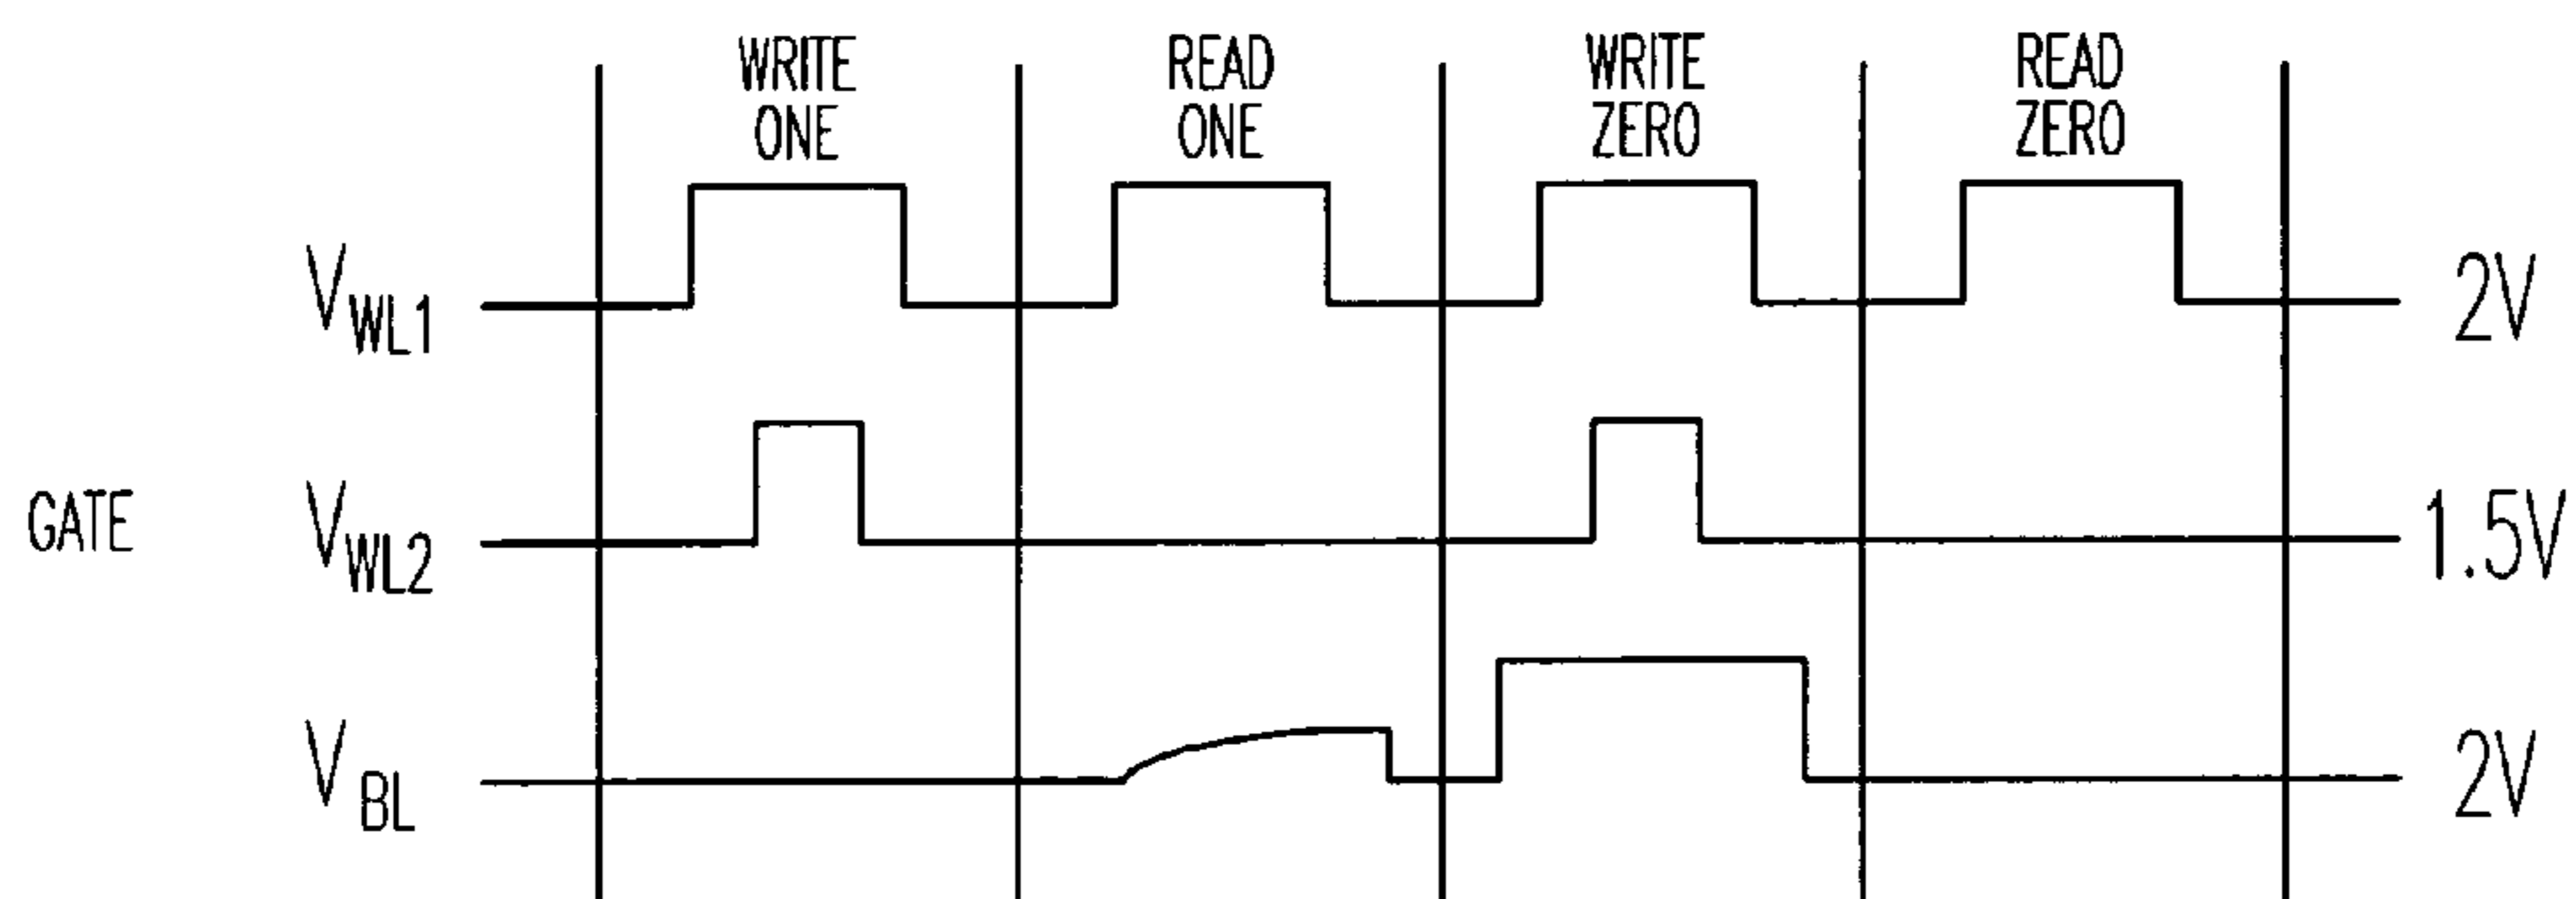 WRITE READ WRITE READ
ONE ONE ZERO ZERO
VWL1 2V
GATE VWL2 1.5V
VBL 2V